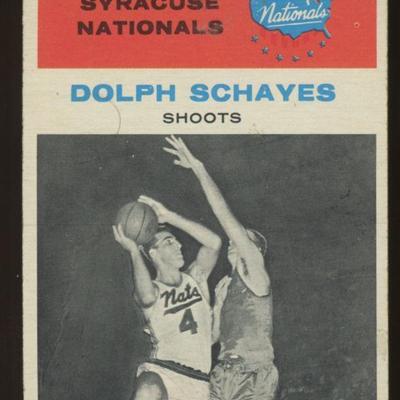 SYRACUSE
NATIONALS
Nationals
DOLPH SCHAYES
SHOOTS
Nats
4